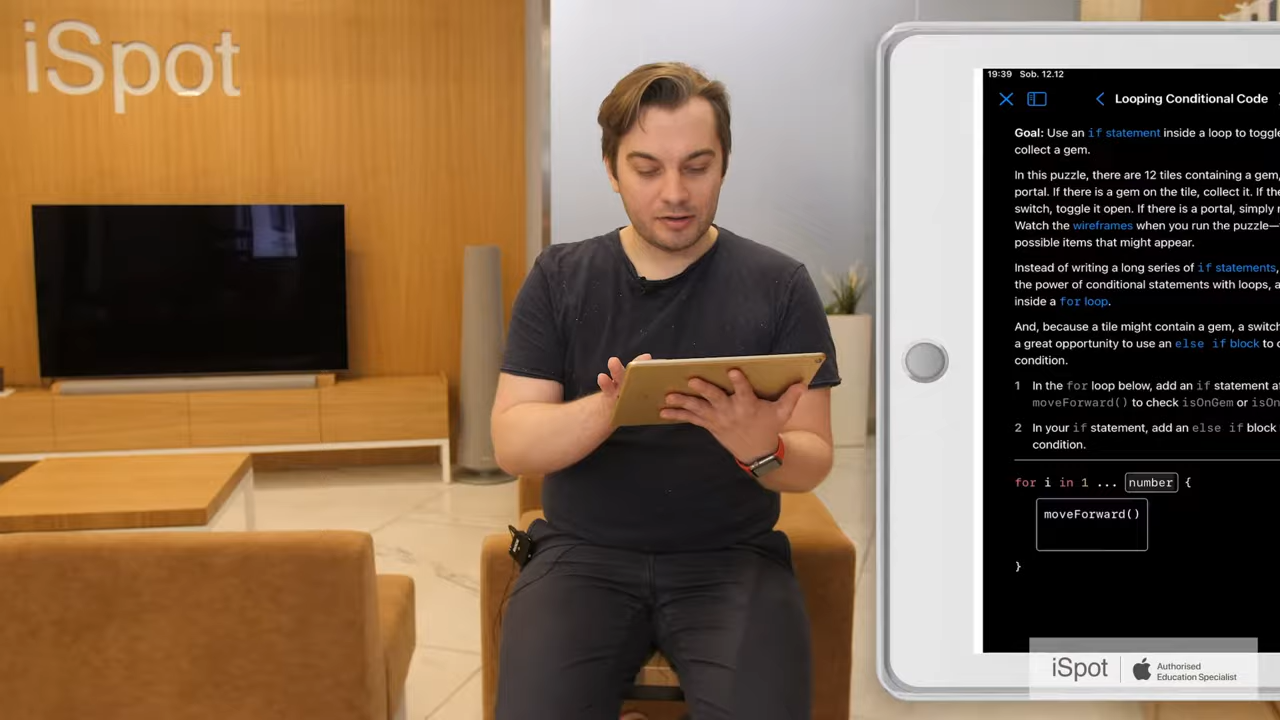 iSpot
19:39 Sob. 12.12
Looping Conditional Code
Goal: Use an if statement inside a loop to toggle
collect a gem.
In this puzzle, there are 12 tiles containing a gem,
portal. If there is a gem on the tile, collect it. If the
switch, toggle it open. If there is a portal, simply
Watch the wireframes when you run the puzzle—
possible items that might appear.
Instead of writing a long series of if statements,
the power of conditional statements with loops,
inside a for loop.
And, because a tile might contain a gem, a switch
a great opportunity to use an else if block to
condition.
1 In the for loop below, add an if statement
moveForward() to check isOnGem or
2 In your if statement, add an else if block
condition.
for i in 1 ... number {
moveForward()
}
iSpot
Authorised
Education Specialist